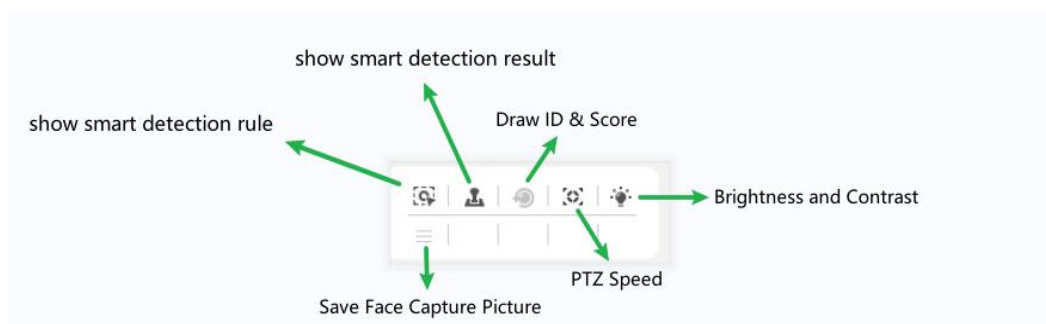 show smart detection result
show smart detection rule
Draw ID & Score
Brightness and Contrast
PTZ Speed
Save Face Capture Picture